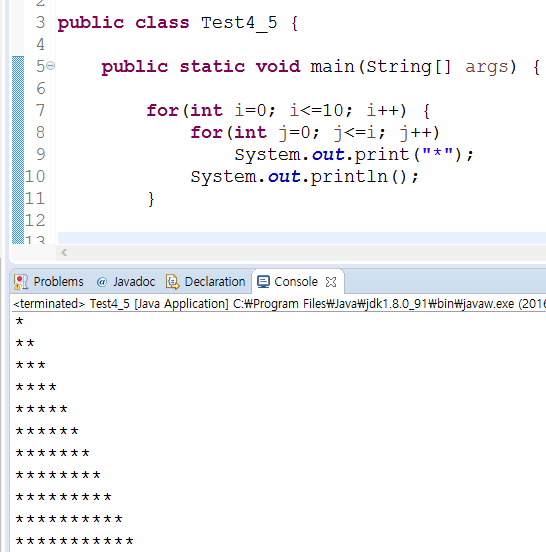 2
3 public class Test4_5 {
4
5 public static void main(String[] args) {
6
7 for(int i=0; i<=10; i++) {
8 for(int j=0; j<=i; j++)
9 System.out.print("*");
10 System.out.println();
11 }
12
13
Problems @ Javadoc Declaration Console
<terminated> Test4_5 [Java Application] C:₩Program Files₩Java₩jdk1.8.0_91₩bin₩javaw.exe (2016
*
**
***
****
*****
******
*******
********
*********
**********
***********